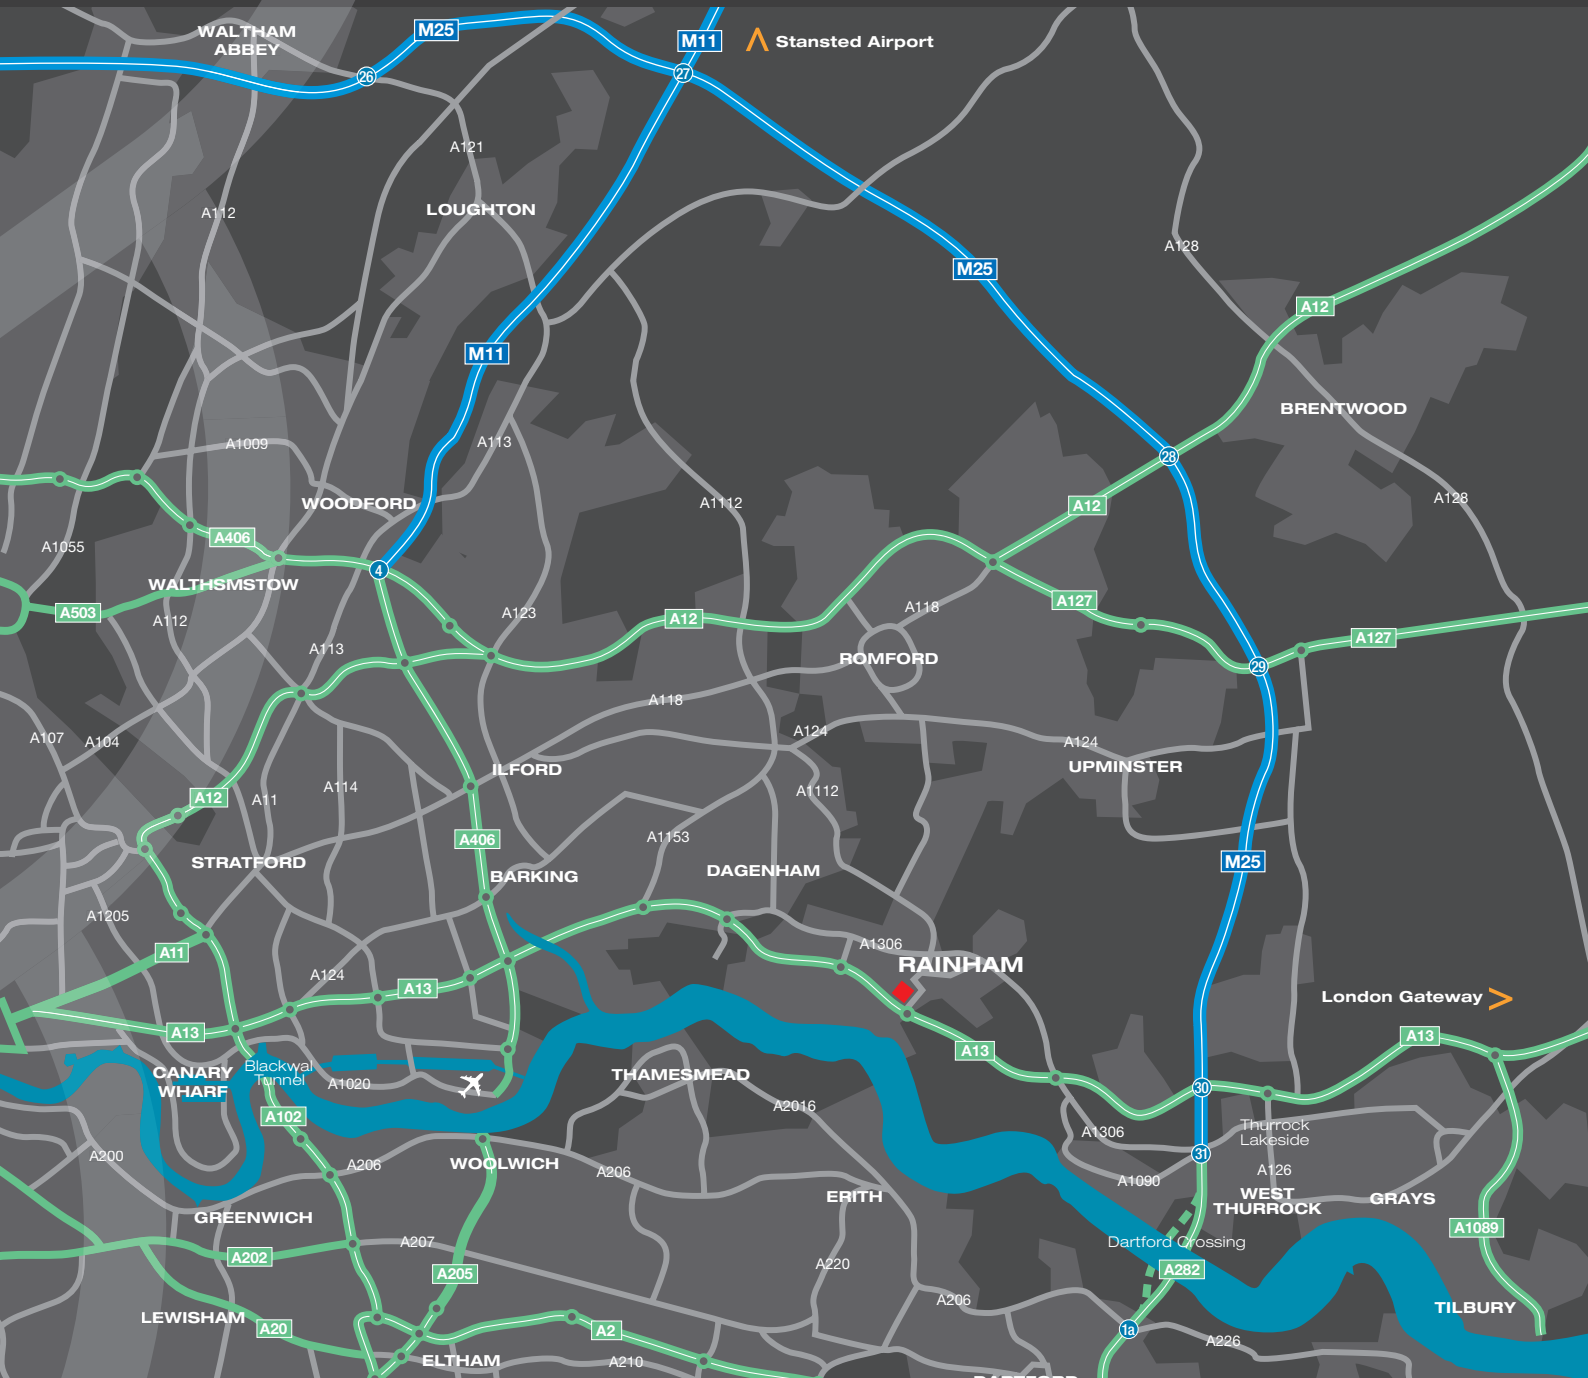 WALTHAM
ABBEY
M25
M11
Stansted Airport
26
27
A121
A112
LOUGHTON
A128
M25
A12
M11
BRENTWOOD
A1009
A113
28
WOODFORD
A1112
A12
A128
A406
A1055
4
WALTHSMSTOW
A503
A112
A123
A12
A118
A127
A127
A113
ROMFORD
29
A118
A107
A104
A124
A124
ILFORD
UPMINSTER
A12
A11
A114
A1112
A406
A1153
STRATFORD
M25
BARKING
DAGENHAM
A1205
A11
A1306
RAINHAM
A124
A13
London Gateway
A13
A13
A13
Blackwal
Tunnel
CANARY
WHARF
A1020
THAMESMEAD
30
A102
A2016
Thurrock
Lakeside
A1306
A200
A206
WOOLWICH
A206
31
A1090
A126
ERITH
WEST
THURROCK
GRAYS
GREENWICH
A1089
A202
A207
Dartford Crossing
A205
A220
A282
A206
LEWISHAM
A20
A2
TILBURY
1a
A226
ELTHAM
A210
DARTFORD